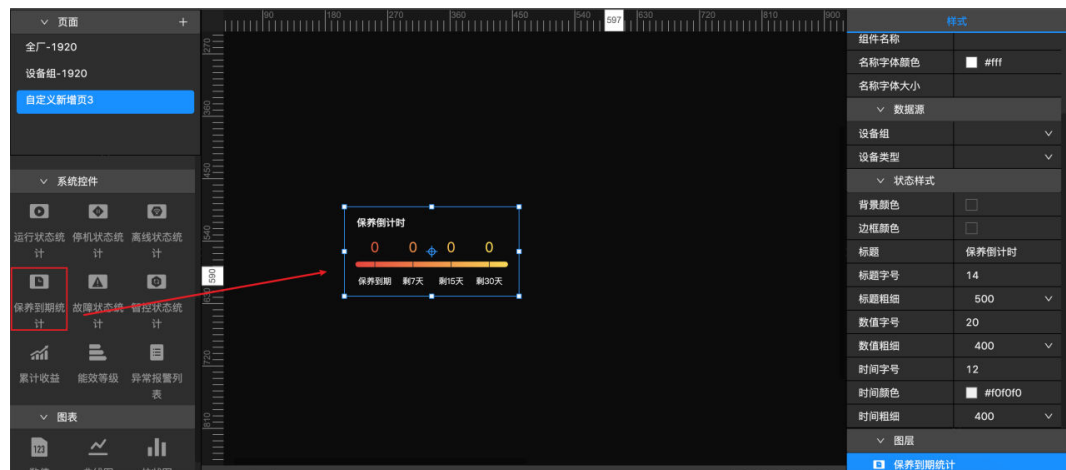 页面 +
全厂-1920
设备组-1920
自定义新增页3
系统控件
运行状态统计
停机状态统计
离线状态统计
保养到期统计
故障状态统计
智控状态统计
累计收益
能效等级
异常报警列表
图表
123
90 180 270 360 450 540 597 630 720 810 900
270
360
450
540
590
630
720
810
保养倒计时
0 0 0 0
保养到期 剩7天 剩15天 剩30天
样式
组件名称
名称字体颜色 #fff
名称字体大小
数据源
设备组
设备类型
状态样式
背景颜色
边框颜色
标题 保养倒计时
标题字号 14
标题粗细 500
数值字号 20
数值粗细 400
时间字号 12
时间颜色 #f0f0f0
时间粗细 400
图层
保养到期统计